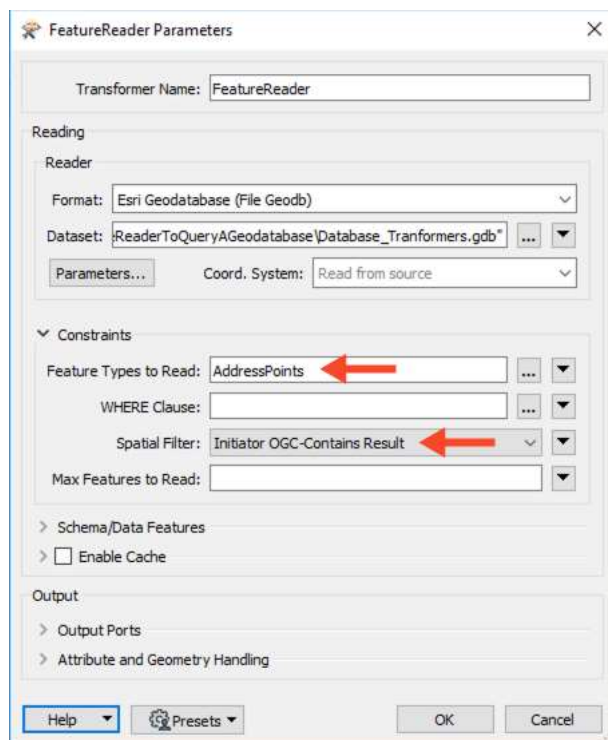 FeatureReader Parameters
Transformer Name: FeatureReader
Reading
Reader
Format: Esri Geodatabase (File Geodb)
Dataset: :ReaderToQueryAGeodatabase\Database_Tranformers.gdb" ...
Parameters... Coord. System: Read from source
Constraints
Feature Types to Read: AddressPoints ...
WHERE Clause: ...
Spatial Filter: Initiator OGC-Contains Result
Max Features to Read:
Schema/Data Features
Enable Cache
Output
Output Ports
Attribute and Geometry Handling
Help Presets OK Cancel